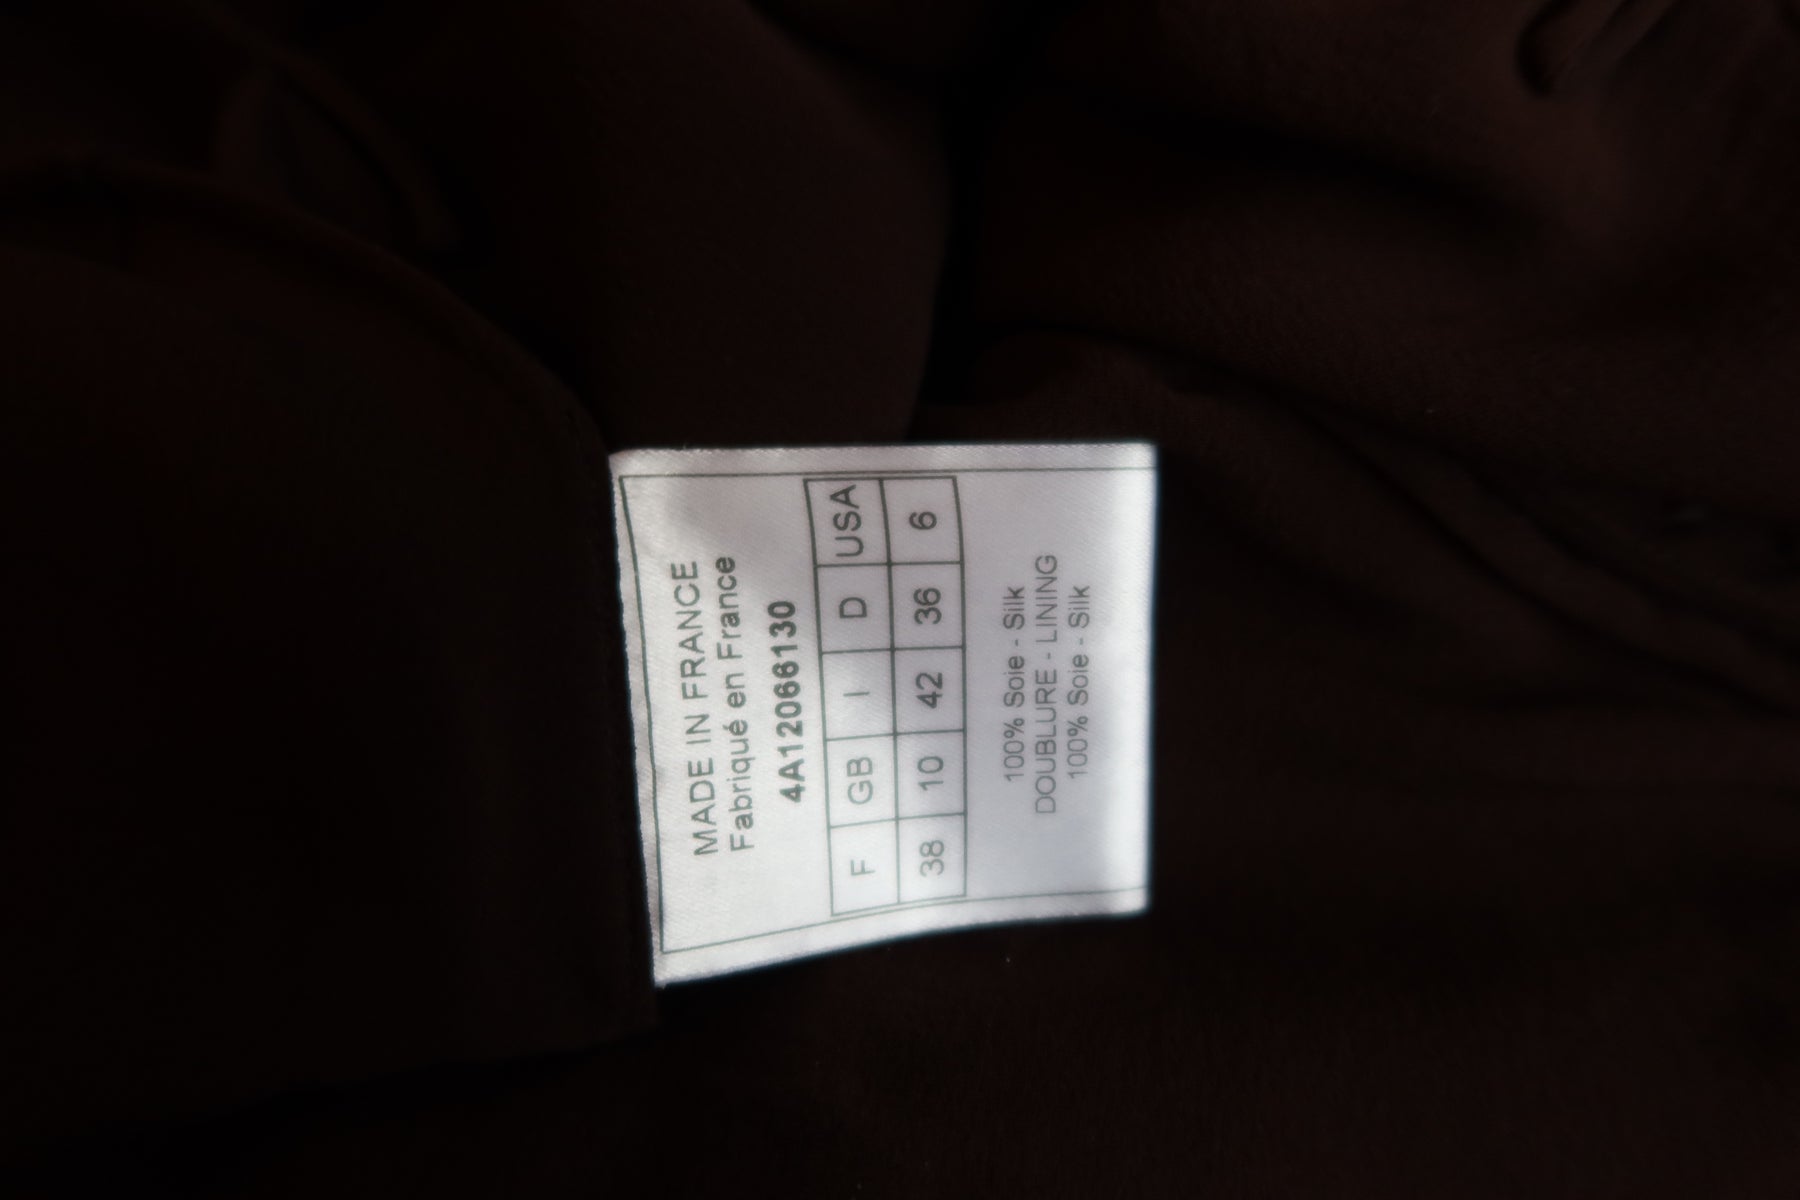 MADE IN FRANCE
Fabriqué en France
4A12066130
F GB I D USA
38 10 42 36 6
100% Soie - Silk
DOUBLURE - LINING
100% Soie - Silk